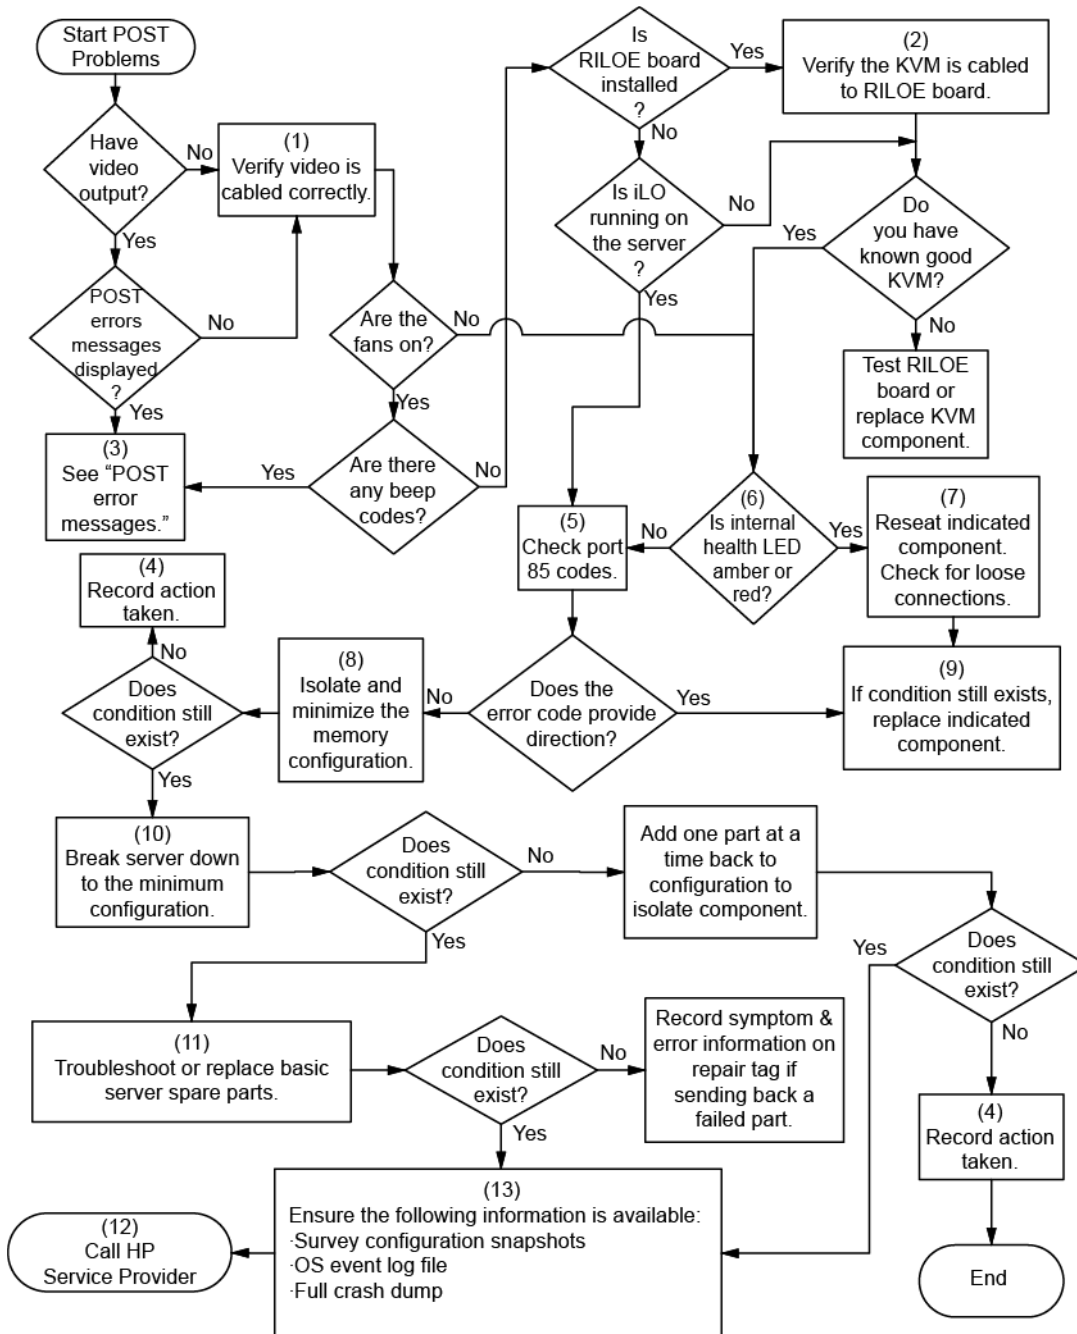 Start POST
Problems
Have
video
output?
No
Yes
(1)
Verify video is
cabled correctly.
POST
errors
messages
displayed
?
No
Yes
(3)
See “POST
error
messages.”
Are the
fans on?
No
Yes
Are there
any beep
codes?
Yes
No
Is
RILOE board
installed
?
Yes
No
(2)
Verify the KVM is cabled
to RILOE board.
Is iLO
running on
the server
?
No
Yes
Do
you have
known good
KVM?
Yes
No
Test RILOE
board or
replace KVM
component.
(5)
Check port
85 codes.
(6)
Is internal
health LED
amber or
red?
No
Yes
(7)
Reseat indicated
component.
Check for loose
connections.
(9)
If condition still exists,
replace indicated
component.
Does the
error code provide
direction?
Yes
No
(8)
Isolate and
minimize the
memory
configuration.
Does
condition still
exist?
No
Yes
(4)
Record action
taken.
(10)
Break server down
to the minimum
configuration.
Does
condition still
exist?
No
Yes
Add one part at a
time back to
configuration to
isolate component.
Does
condition still
exist?
Yes
No
(4)
Record action
taken.
End
(11)
Troubleshoot or replace basic
server spare parts.
Does
condition still
exist?
No
Yes
Record symptom &
error information on
repair tag if
sending back a
failed part.
(13)
Ensure the following information is available:
·Survey configuration snapshots
·OS event log file
·Full crash dump
(12)
Call HP
Service Provider